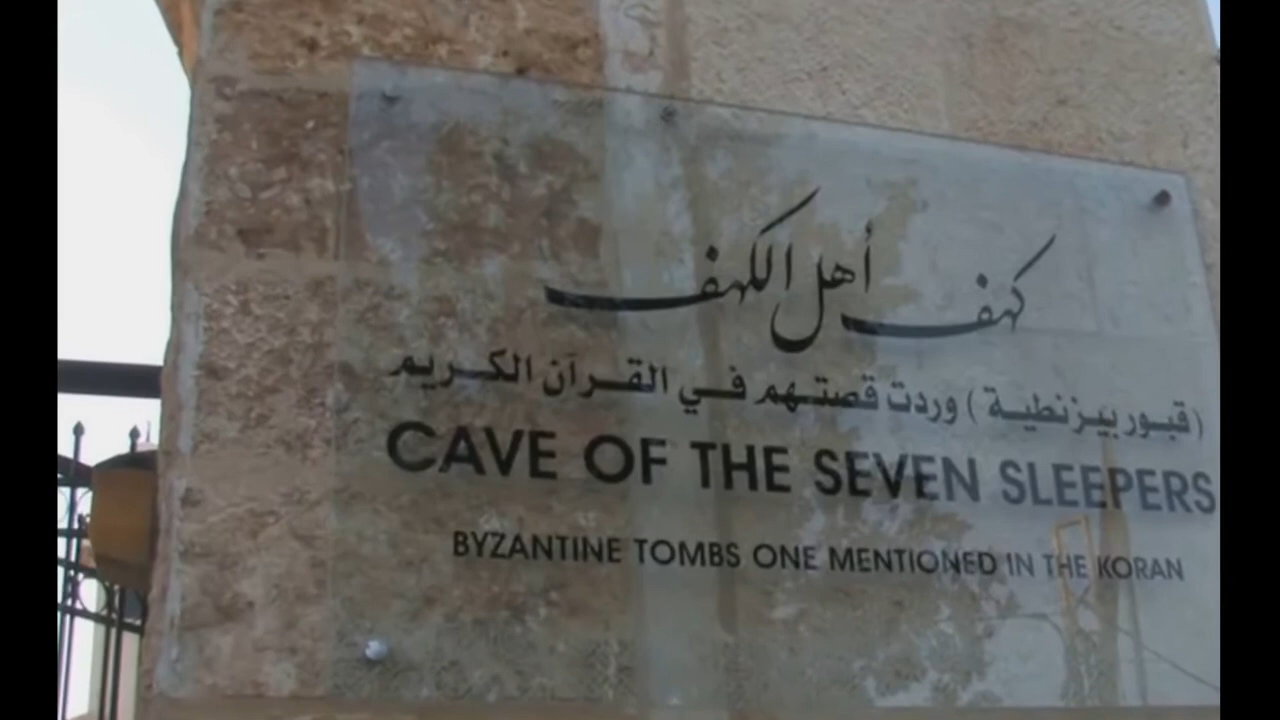 كهف أهل الكهف
(قبور بيزنطية) وردت قصتهم في القرآن الكريم
CAVE OF THE SEVEN SLEEPERS
BYZANTINE TOMBS ONE MENTIONED IN THE KORAN